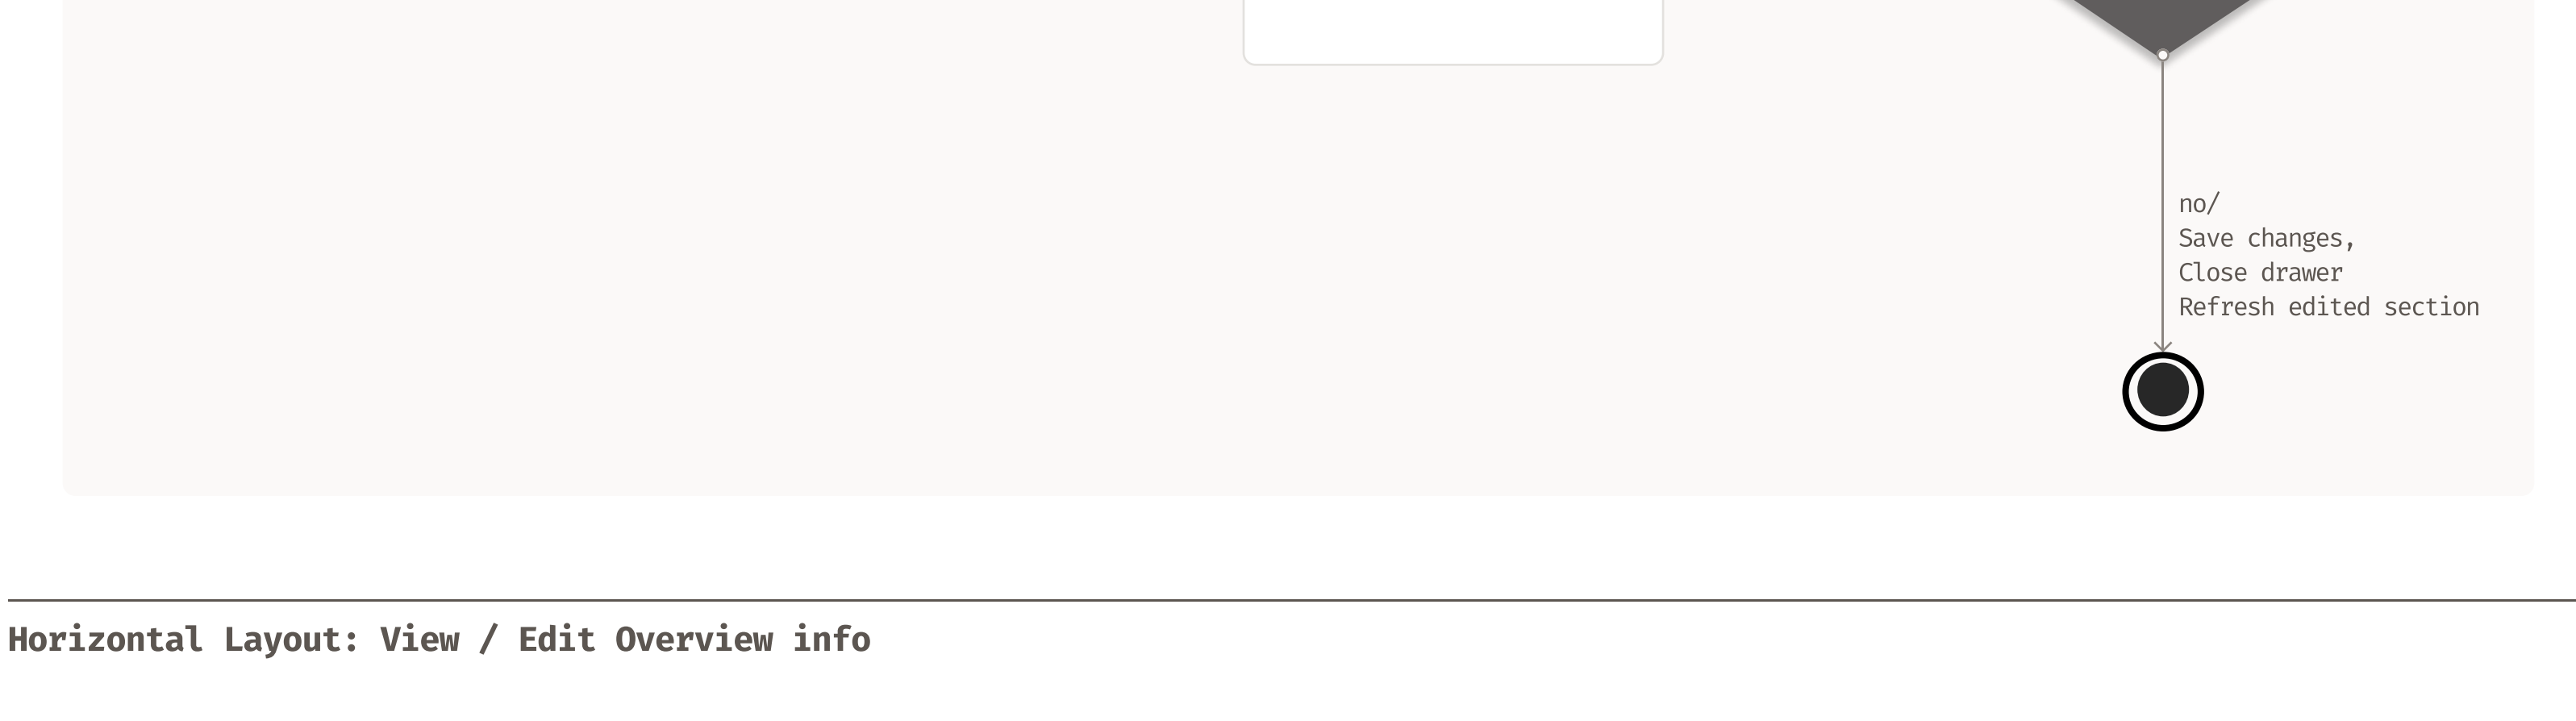 no/
Save changes,
Close drawer
Refresh edited section
Horizontal Layout: View / Edit Overview info